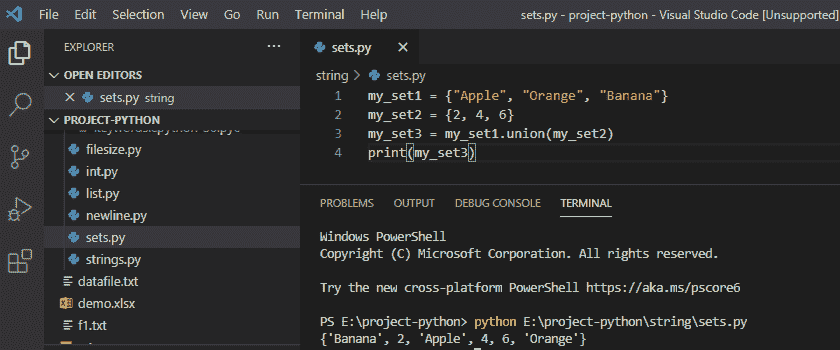 File Edit Selection View Go Run Terminal Help sets.py - project-python - Visual Studio Code [Unsupported]
EXPLORER ...
OPEN EDITORS
sets.py string
PROJECT-PYTHON
filesize.py
int.py
list.py
newline.py
sets.py
strings.py
datafile.txt
demo.xlsx
f1.txt
sets.py
string > sets.py
1 my_set1 = {"Apple", "Orange", "Banana"}
2 my_set2 = {2, 4, 6}
3 my_set3 = my_set1.union(my_set2)
4 print(my_set3)
PROBLEMS OUTPUT DEBUG CONSOLE TERMINAL
Windows PowerShell
Copyright (C) Microsoft Corporation. All rights reserved.
Try the new cross-platform PowerShell https://aka.ms/pscore6
PS E:\project-python> python E:\project-python\string\sets.py
{'Banana', 2, 'Apple', 4, 6, 'Orange'}